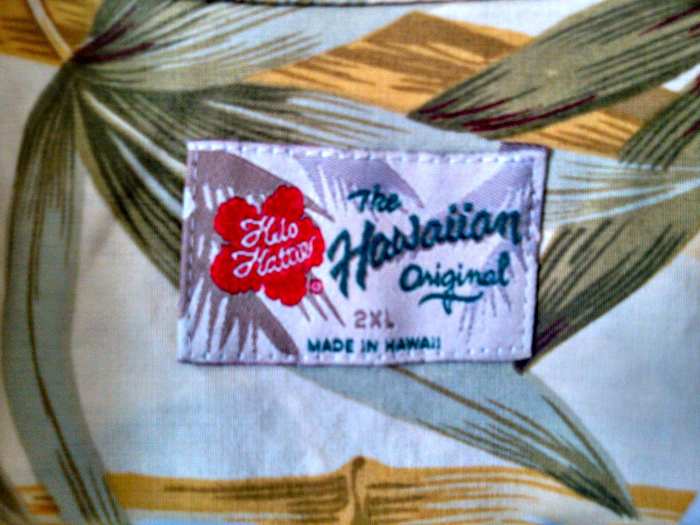 Hilo
Hattie
®
The
Hawaiian
Original
2XL
MADE IN HAWAII